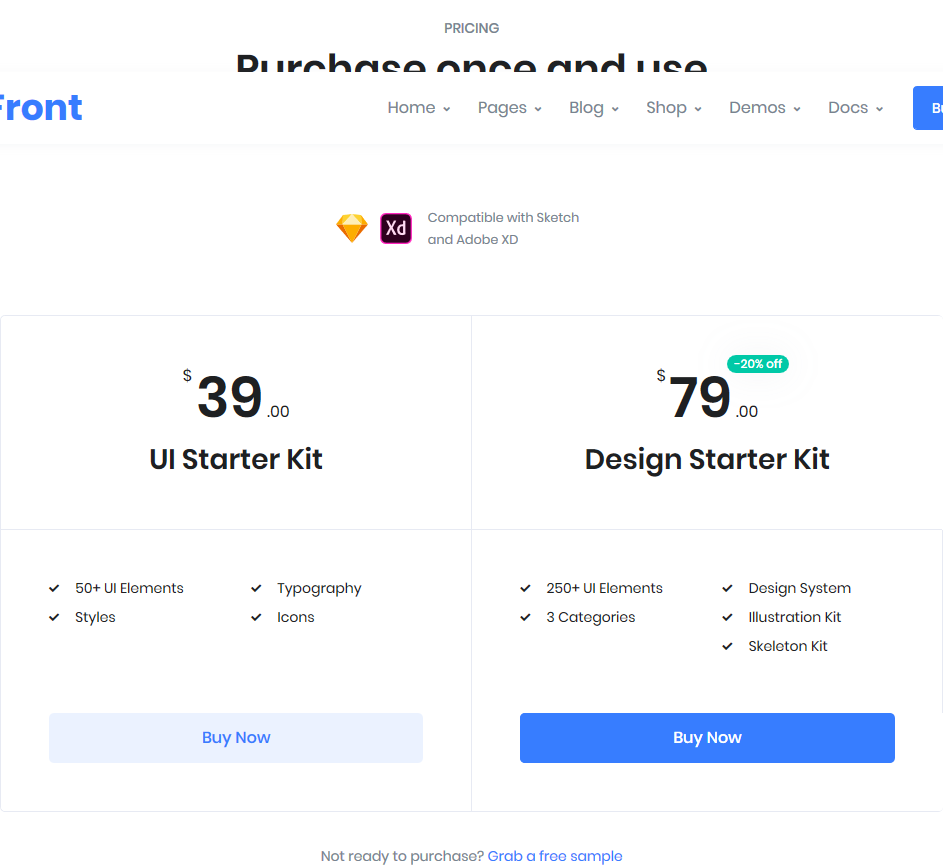 PRICING
Purchase once and use
Front
Home Pages Blog Shop Demos Docs
Xd
Compatible with Sketch
and Adobe XD
$39.00
UI Starter Kit
50+ UI Elements
Styles
Typography
Icons
Buy Now
-20% off
$79.00
Design Starter Kit
250+ UI Elements
3 Categories
Design System
Illustration Kit
Skeleton Kit
Buy Now
Not ready to purchase? Grab a free sample